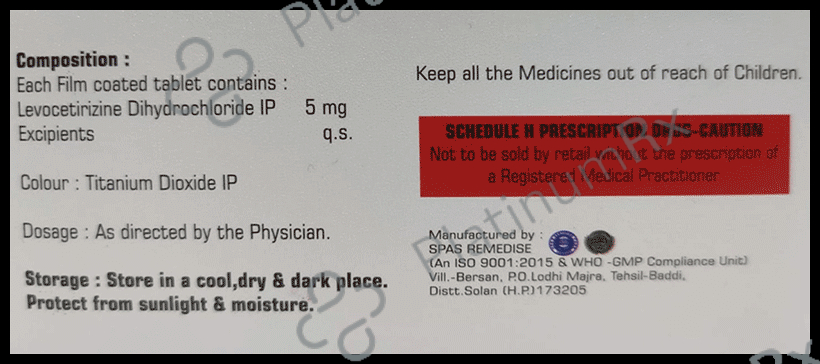 Composition :
Each Film coated tablet contains :
Levocetirizine Dihydrochloride IP 5 mg
Excipients q.s.
Colour : Titanium Dioxide IP
Dosage : As directed by the Physician.
Storage : Store in a cool,dry & dark place.
Protect from sunlight & moisture.
Keep all the Medicines out of reach of Children.
SCHEDULE H PRESCRIPTION DRUG-CAUTION
Not to be sold by retail without the prescription of
a Registered Medical Practitioner
Manufactured by :
SPAS REMEDISE
(An ISO 9001:2015 & WHO -GMP Compliance Unit)
Vill.-Bersan, P.O.Lodhi Majra, Tehsil-Baddi,
Distt.Solan (H.P.)173205
PlatinumRx